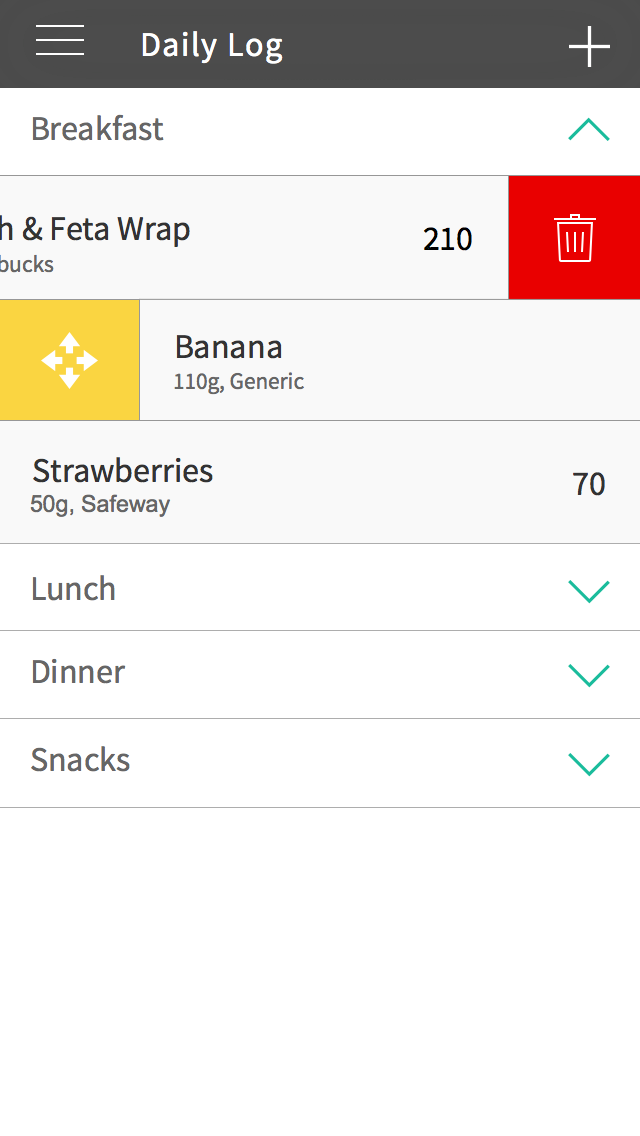 Daily Log
Breakfast
h & Feta Wrap
210
bucks
Banana
110g, Generic
Strawberries
70
50g, Safeway
Lunch
Dinner
Snacks